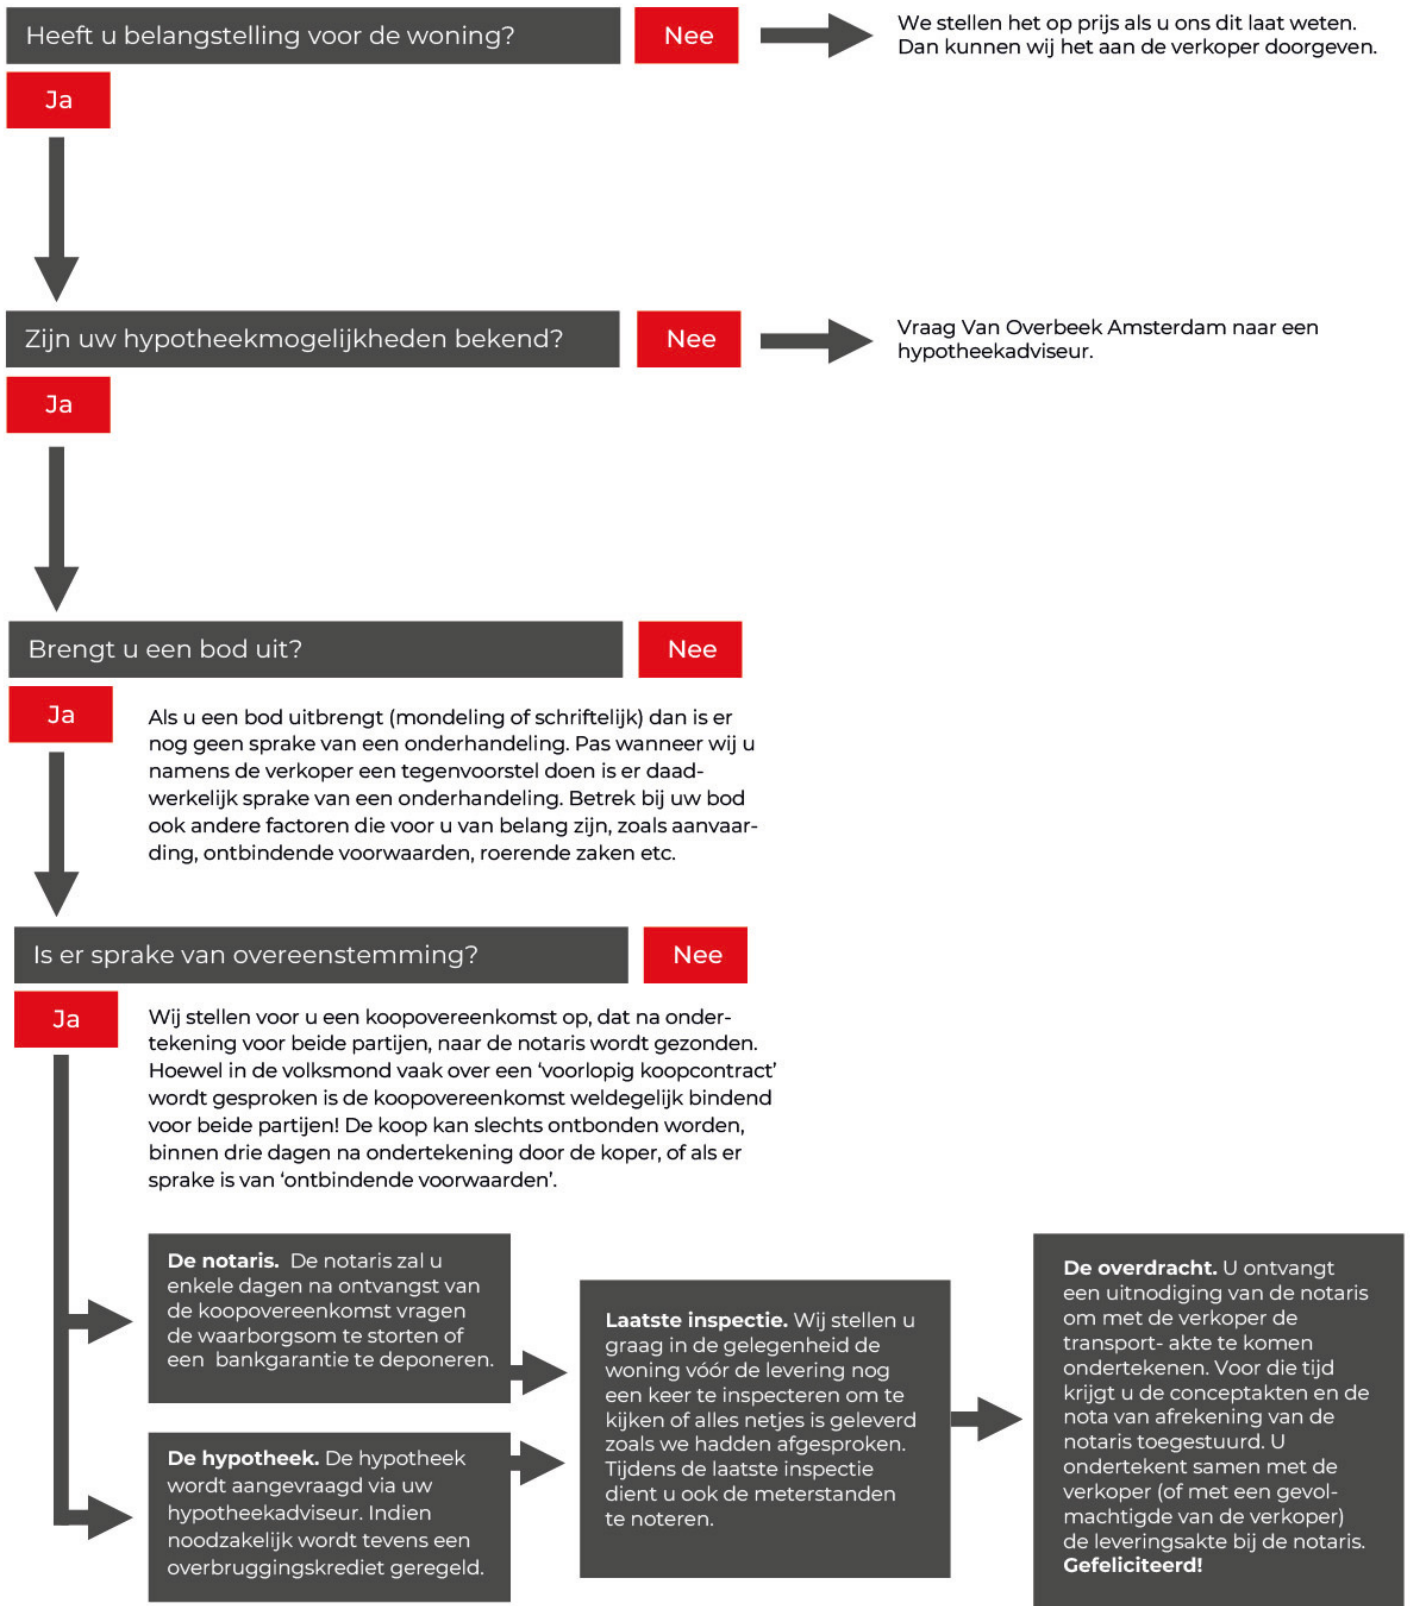 Heeft u belangstelling voor de woning?
Nee
We stellen het op prijs als u ons dit laat weten.
Dan kunnen wij het aan de verkoper doorgeven.
Ja
Zijn uw hypotheekmogelijkheden bekend?
Nee
Vraag Van Overbeek Amsterdam naar een
hypotheekadviseur.
Ja
Brengt u een bod uit?
Nee
Ja
Als u een bod uitbrengt (mondeling of schriftelijk) dan is er
nog geen sprake van een onderhandeling. Pas wanneer wij u
namens de verkoper een tegenvoorstel doen is er daad-
werkelijk sprake van een onderhandeling. Betrek bij uw bod
ook andere factoren die voor u van belang zijn, zoals aanvaar-
ding, ontbindende voorwaarden, roerende zaken etc.
Is er sprake van overeenstemming?
Nee
Ja
Wij stellen voor u een koopovereenkomst op, dat na onder-
tekening voor beide partijen, naar de notaris wordt gezonden.
Hoewel in de volksmond vaak over een ‘voorlopig koopcontract’
wordt gesproken is de koopovereenkomst weldegelijk bindend
voor beide partijen! De koop kan slechts ontbonden worden,
binnen drie dagen na ondertekening door de koper, of als er
sprake is van ‘ontbindende voorwaarden’.
De notaris. De notaris zal u
enkele dagen na ontvangst van
de koopovereenkomst vragen
de waarborgsom te storten of
een bankgarantie te deponeren.
De hypotheek. De hypotheek
wordt aangevraagd via uw
hypotheekadviseur. Indien
noodzakelijk wordt tevens een
overbruggingskrediet geregeld.
Laatste inspectie. Wij stellen u
graag in de gelegenheid de
woning vóór de levering nog
een keer te inspecteren om te
kijken of alles netjes is geleverd
zoals we hadden afgesproken.
Tijdens de laatste inspectie
dient u ook de meterstanden
te noteren.
De overdracht. U ontvangt
een uitnodiging van de notaris
om met de verkoper de
transport- akte te komen
ondertekenen. Voor die tijd
krijgt u de conceptakten en de
nota van afrekening van de
notaris toegestuurd. U
ondertekent samen met de
verkoper (of met een gevol-
machtigde van de verkoper)
de leveringsakte bij de notaris.
Gefeliciteerd!